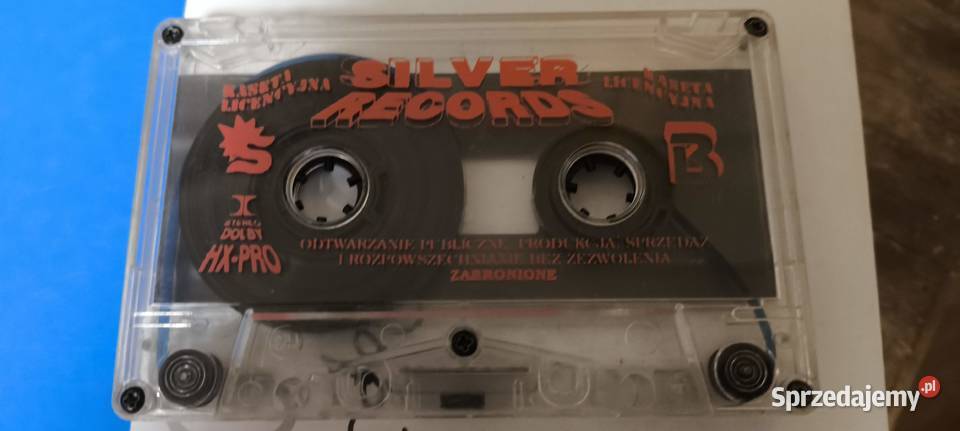 SILVER
RECORDS
KASETA
LICENCYJNA
KASETA
LICENCYJNA
S
B
I
STEREO
DOLBY
HX-PRO
ODTWARZANIE PUBLICZNE, PRODUKCJA, SPRZEDAŻ
I ROZPOWSZECHNIANIE BEZ ZEZWOLENIA
ZABRONIONE
Sprzedajemy.pl